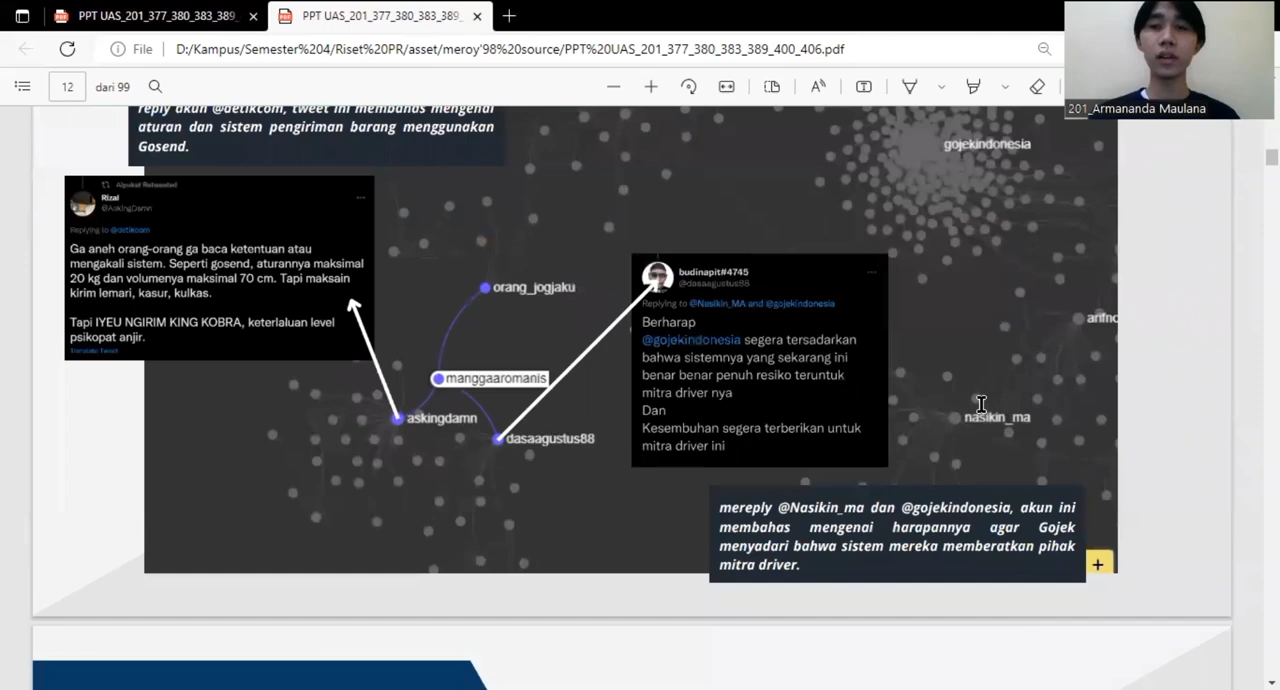 PPT UAS_201_377_380_383_389_
PPT UAS_201_377_380_383_389_
File
D:/Kampus/Semester%204/Riset%20PR/asset/meroy'98%20source/PPT%20UAS_201_377_380_383_389_400_406.pdf
12
dari 99
201_Armananda Maulana
reply akan @detikcom, tweet ini membahas mengenai
aturan dan sistem pengiriman barang menggunakan
Gosend.
gojekindonesia
Alpukat Retweeted
Rizal
@AskingDamn
Replying to @detikcom
Ga aneh orang-orang ga baca ketentuan atau
mengakali sistem. Seperti gosend, aturannya maksimal
20 kg dan volumenya maksimal 70 cm. Tapi maksain
kirim lemari, kasur, kulkas.
Tapi IYEU NGIRIM KING KOBRA, keterlaluan level
psikopat anjir.
Translate Tweet
orang_jogjaku
manggaaromanis
askingdamn
dasaagustus88
budinapit#4745
@dasaagustus88
Replying to @Nasikin_MA and @gojekindonesia
Berharap
@gojekindonesia segera tersadarkan
bahwa sistemnya yang sekarang ini
benar benar penuh resiko teruntuk
mitra driver nya
Dan
Kesembuhan segera terberikan untuk
mitra driver ini
nasikin_ma
mereply @Nasikin_ma dan @gojekindonesia, akun ini
membahas mengenai harapannya agar Gojek
menyadari bahwa sistem mereka memberatkan pihak
mitra driver.